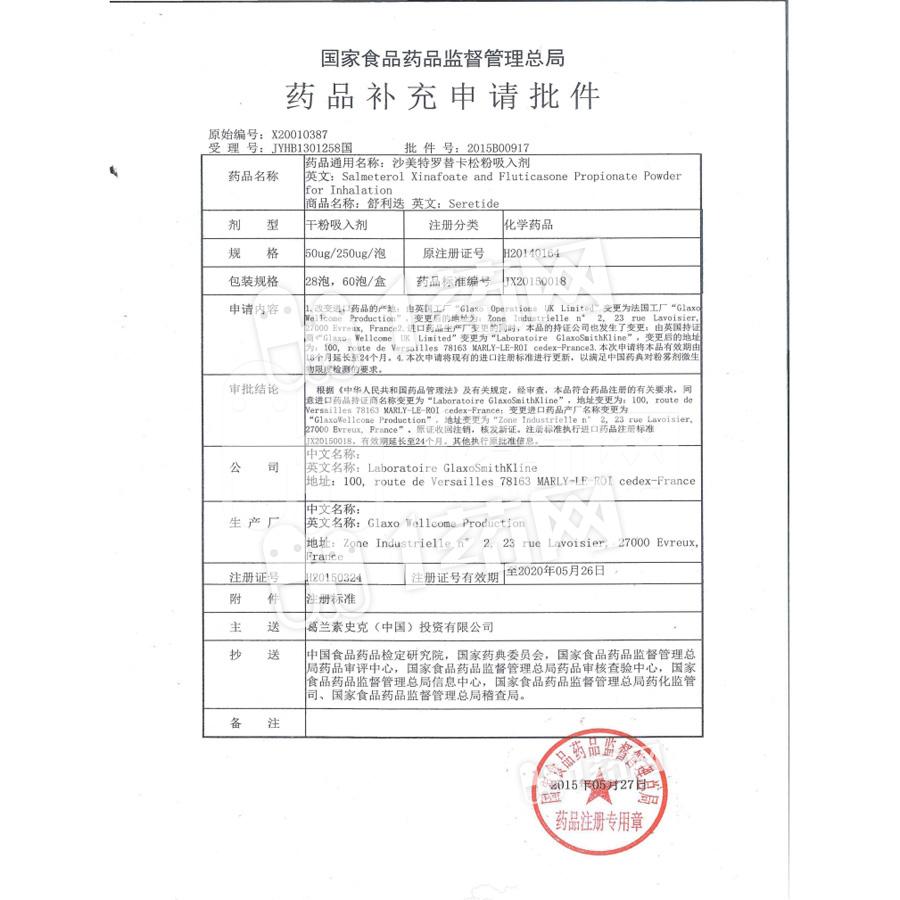 国家食品药品监督管理总局
药品补充申请批件
原始编号：X20010387
受 理 号：JYHB1301258国 批 件 号：2015B00917
药品名称
药品通用名称：沙美特罗替卡松粉吸入剂
英文：Salmeterol Xinafoate and Fluticasone Propionate Powder
for Inhalation
商品名称：舒利迭 英文：Seretide
剂 型 干粉吸入剂 注册分类 化学药品
规 格 50ug/250ug/泡 原注册证号 H20140164
包装规格 28泡，60泡/盒 药品标准编号 JX20150018
申请内容
1.改变进口药品的产地：由英国工厂“Glaxo Operations UK Limited”变更为法国工厂“Glaxo
Wellcome Production”，变更后的地址为：Zone Industrielle n° 2, 23 rue Lavoisier,
27000 Evreux, France2.进口药品生产厂变更的同时，本品的持证公司也发生了变更：由英国持证
商“Glaxo Wellcome UK Limited”变更为“Laboratoire GlaxoSmithKline”，变更后的地址
为：100, route de Versailles 78163 MARLY-LE-ROI cedex-France3.本次申请将本品有效期由
18个月延长至24个月。4.本次申请将现有的进口注册标准进行更新，以满足中国药典对粉雾剂微生
物限度检测的要求。
审批结论
根据《中华人民共和国药品管理法》及有关规定，经审查，本品符合药品注册的有关要求，同
意进口药品持证商名称变更为“Laboratoire GlaxoSmithKline”，地址变更为：100, route de
Versailles 78163 MARLY-LE-ROI cedex-France；变更进口药品产厂名称变更为
“GlaxoWellcome Production”，地址变更为“Zone Industrielle n° 2, 23 rue Lavoisier,
27000 Evreux, France”。原证收回注销，核发新证，注册标准执行进口药品注册标准
JX20150018，有效期延长至24个月。其他执行原批准信息。
公 司
中文名称：
英文名称：Laboratoire GlaxoSmithKline
地址：100, route de Versailles 78163 MARLY-LE-ROI cedex-France
生 产 厂
中文名称：
英文名称：Glaxo Wellcome Production
地址：Zone Industrielle n° 2, 23 rue Lavoisier, 27000 Evreux,
France
注册证号 H20150324 注册证号有效期 至2020年05月26日
附 件 注册标准
主 送 葛兰素史克（中国）投资有限公司
抄 送
中国食品药品检定研究院，国家药典委员会，国家食品药品监督管理总
局药品审评中心，国家食品药品监督管理总局药品审核查验中心，国家
食品药品监督管理总局信息中心，国家食品药品监督管理总局药化监管
司、国家食品药品监督管理总局稽查局。
备 注
国家食品药品监督管理总局
2015年05月27日
药品注册专用章